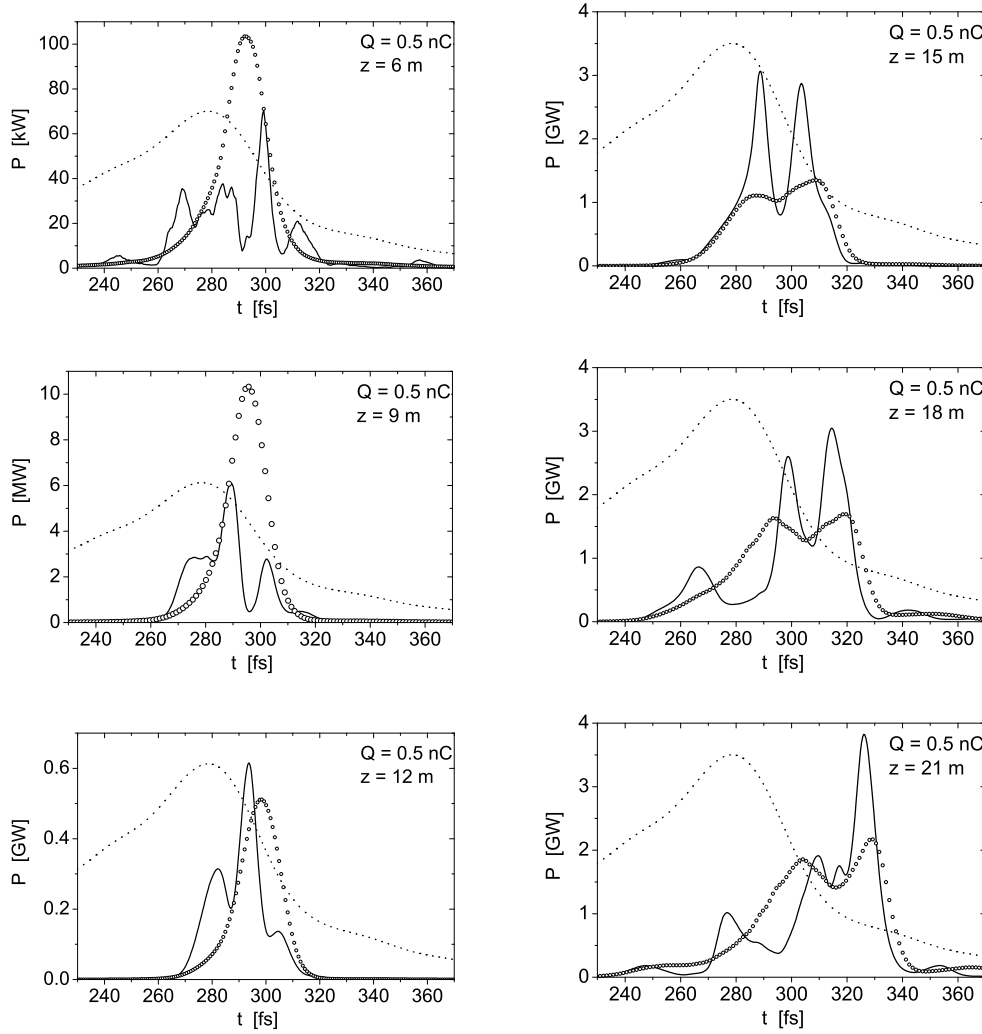 100
80
60
40
20
0
P [kW]
Q = 0.5 nC
z = 6 m
240 260 280 300 320 340 360
t [fs]
4
3
2
1
0
P [GW]
Q = 0.5 nC
z = 15 m
240 260 280 300 320 340 360
t [fs]
10
8
6
4
2
0
P [MW]
Q = 0.5 nC
z = 9 m
240 260 280 300 320 340 360
t [fs]
4
3
2
1
0
P [GW]
Q = 0.5 nC
z = 18 m
240 260 280 300 320 340 360
t [fs]
0.6
0.4
0.2
0.0
P [GW]
Q = 0.5 nC
z = 12 m
240 260 280 300 320 340 360
t [fs]
4
3
2
1
0
P [GW]
Q = 0.5 nC
z = 21 m
240 260 280 300 320 340 360
t [fs]